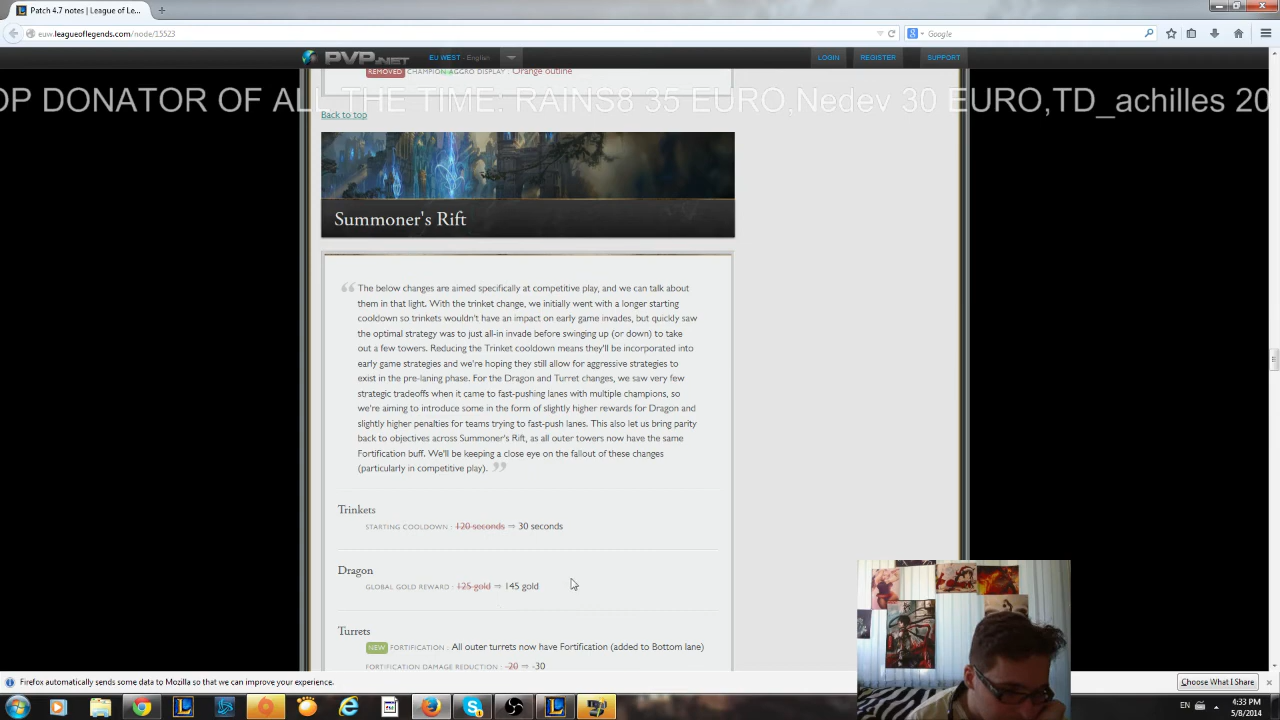 Patch 4.7 notes | League of Le...
euw.leagueoflegends.com/node/15523
Google
PVP.NET EU WEST - English LOGIN REGISTER SUPPORT
REMOVED CHAMPION AGGRO DISPLAY : Orange outline
OP DONATOR OF ALL THE TIME: RAINS8 35 EURO,Nedev 30 EURO,TD_achilles 20
Back to top
Summoner's Rift
The below changes are aimed specifically at competitive play, and we can talk about
them in that light. With the trinket change, we initially went with a longer starting
cooldown so trinkets wouldn't have an impact on early game invades, but quickly saw
the optimal strategy was to just all-in invade before swinging up (or down) to take
out a few towers. Reducing the Trinket cooldown means they'll be incorporated into
early game strategies and we're hoping they still allow for aggressive strategies to
exist in the pre-laning phase. For the Dragon and Turret changes, we saw very few
strategic tradeoffs when it came to fast-pushing lanes with multiple champions, so
we're aiming to introduce some in the form of slightly higher rewards for Dragon and
slightly higher penalties for teams trying to fast-push lanes. This also let us bring parity
back to objectives across Summoner's Rift, as all outer towers now have the same
Fortification buff. We'll be keeping a close eye on the fallout of these changes
(particularly in competitive play).
Trinkets
STARTING COOLDOWN : 120 seconds ⇒ 30 seconds
Dragon
GLOBAL GOLD REWARD : 125 gold ⇒ 145 gold
Turrets
NEW FORTIFICATION : All outer turrets now have Fortification (added to Bottom lane)
FORTIFICATION DAMAGE REDUCTION : -20 ⇒ -30
Firefox automatically sends some data to Mozilla so that we can improve your experience.
Choose What I Share
EN
4:33 PM
5/8/2014